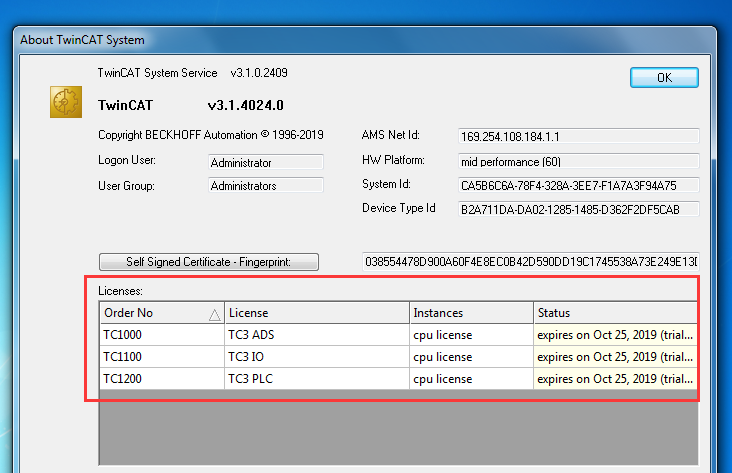 About TwinCAT System
TwinCAT System Service v3.1.0.2409
OK
TwinCAT v3.1.4024.0
Copyright BECKHOFF Automation © 1996-2019
AMS Net Id: 169.254.108.184.1.1
Logon User: Administrator
HW Platform: mid performance (60)
User Group: Administrators
System Id: CA5B6C6A-78F4-328A-3EE7-F1A7A3F94A75
Device Type Id B2A711DA-DA02-1285-1485-D362F2DF5CAB
Self Signed Certificate - Fingerprint: 038554478D900A60F4E8EC0B42D590DD19C1745538A73E249E13
Licenses:
Order No License Instances Status
TC1000 TC3 ADS cpu license expires on Oct 25, 2019 (trial...
TC1100 TC3 IO cpu license expires on Oct 25, 2019 (trial...
TC1200 TC3 PLC cpu license expires on Oct 25, 2019 (trial...